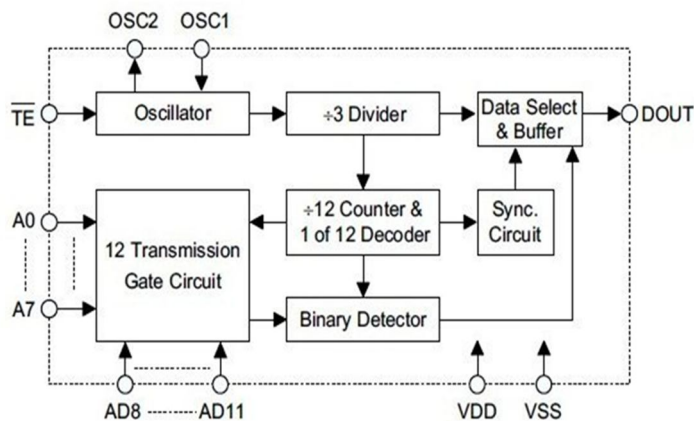 OSC2 OSC1
TE
Oscillator
÷3 Divider
Data Select
& Buffer
DOUT
A0
12 Transmission
Gate Circuit
÷12 Counter &
1 of 12 Decoder
Sync.
Circuit
A7
Binary Detector
AD8 AD11
VDD VSS